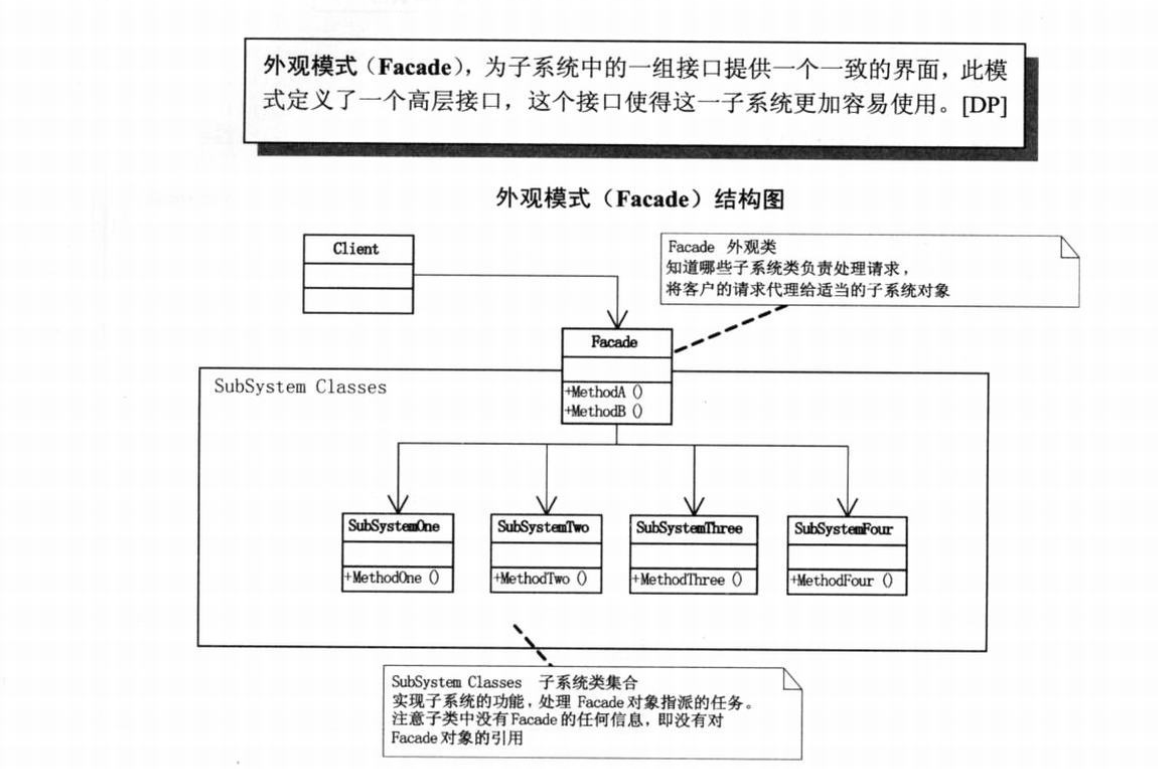 外观模式（Facade），为子系统中的一组接口提供一个一致的界面，此模
式定义了一个高层接口，这个接口使得这一子系统更加容易使用。[DP]
外观模式（Facade）结构图
Client
Facade 外观类
知道哪些子系统类负责处理请求，
将客户的请求代理给适当的子系统对象
Facade
+MethodA ()
+MethodB ()
SubSystem Classes
SubSystemOne
+MethodOne ()
SubSystemTwo
+MethodTwo ()
SubSystemThree
+MethodThree ()
SubSystemFour
+MethodFour ()
SubSystem Classes 子系统类集合
实现子系统的功能，处理 Facade 对象指派的任务。
注意子类中没有Facade的任何信息，即没有对
Facade 对象的引用